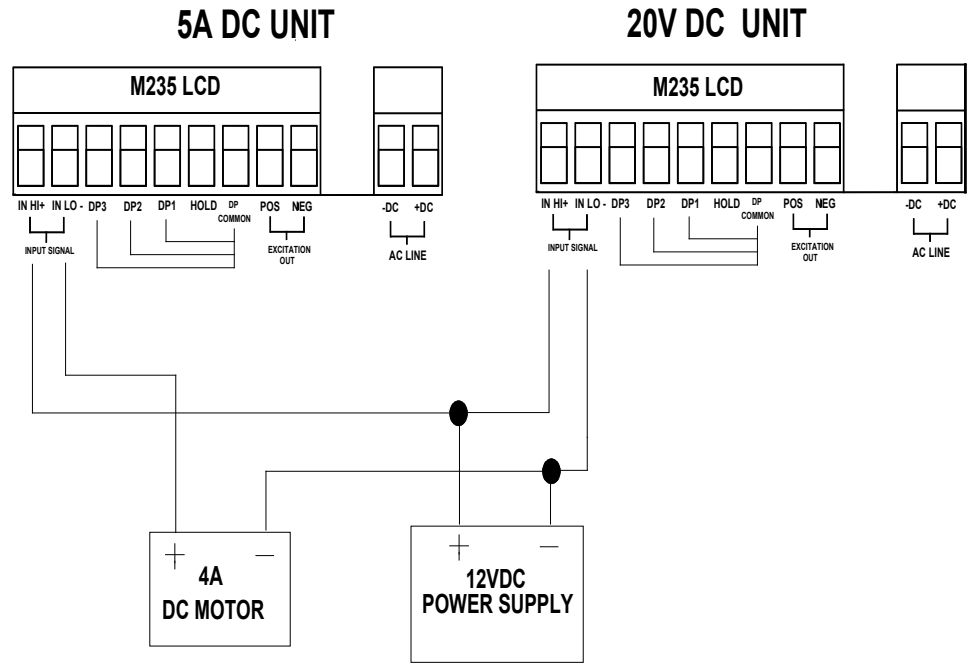 5A DC UNIT
20V DC UNIT
M235 LCD
IN HI+ IN LO - DP3 DP2 DP1 HOLD DP COMMON POS NEG
-DC +DC
INPUT SIGNAL
EXCITATION
OUT
AC LINE
M235 LCD
IN HI+ IN LO - DP3 DP2 DP1 HOLD DP COMMON POS NEG
-DC +DC
INPUT SIGNAL
EXCITATION
OUT
AC LINE
+ −
4A
DC MOTOR
+ −
12VDC
POWER SUPPLY